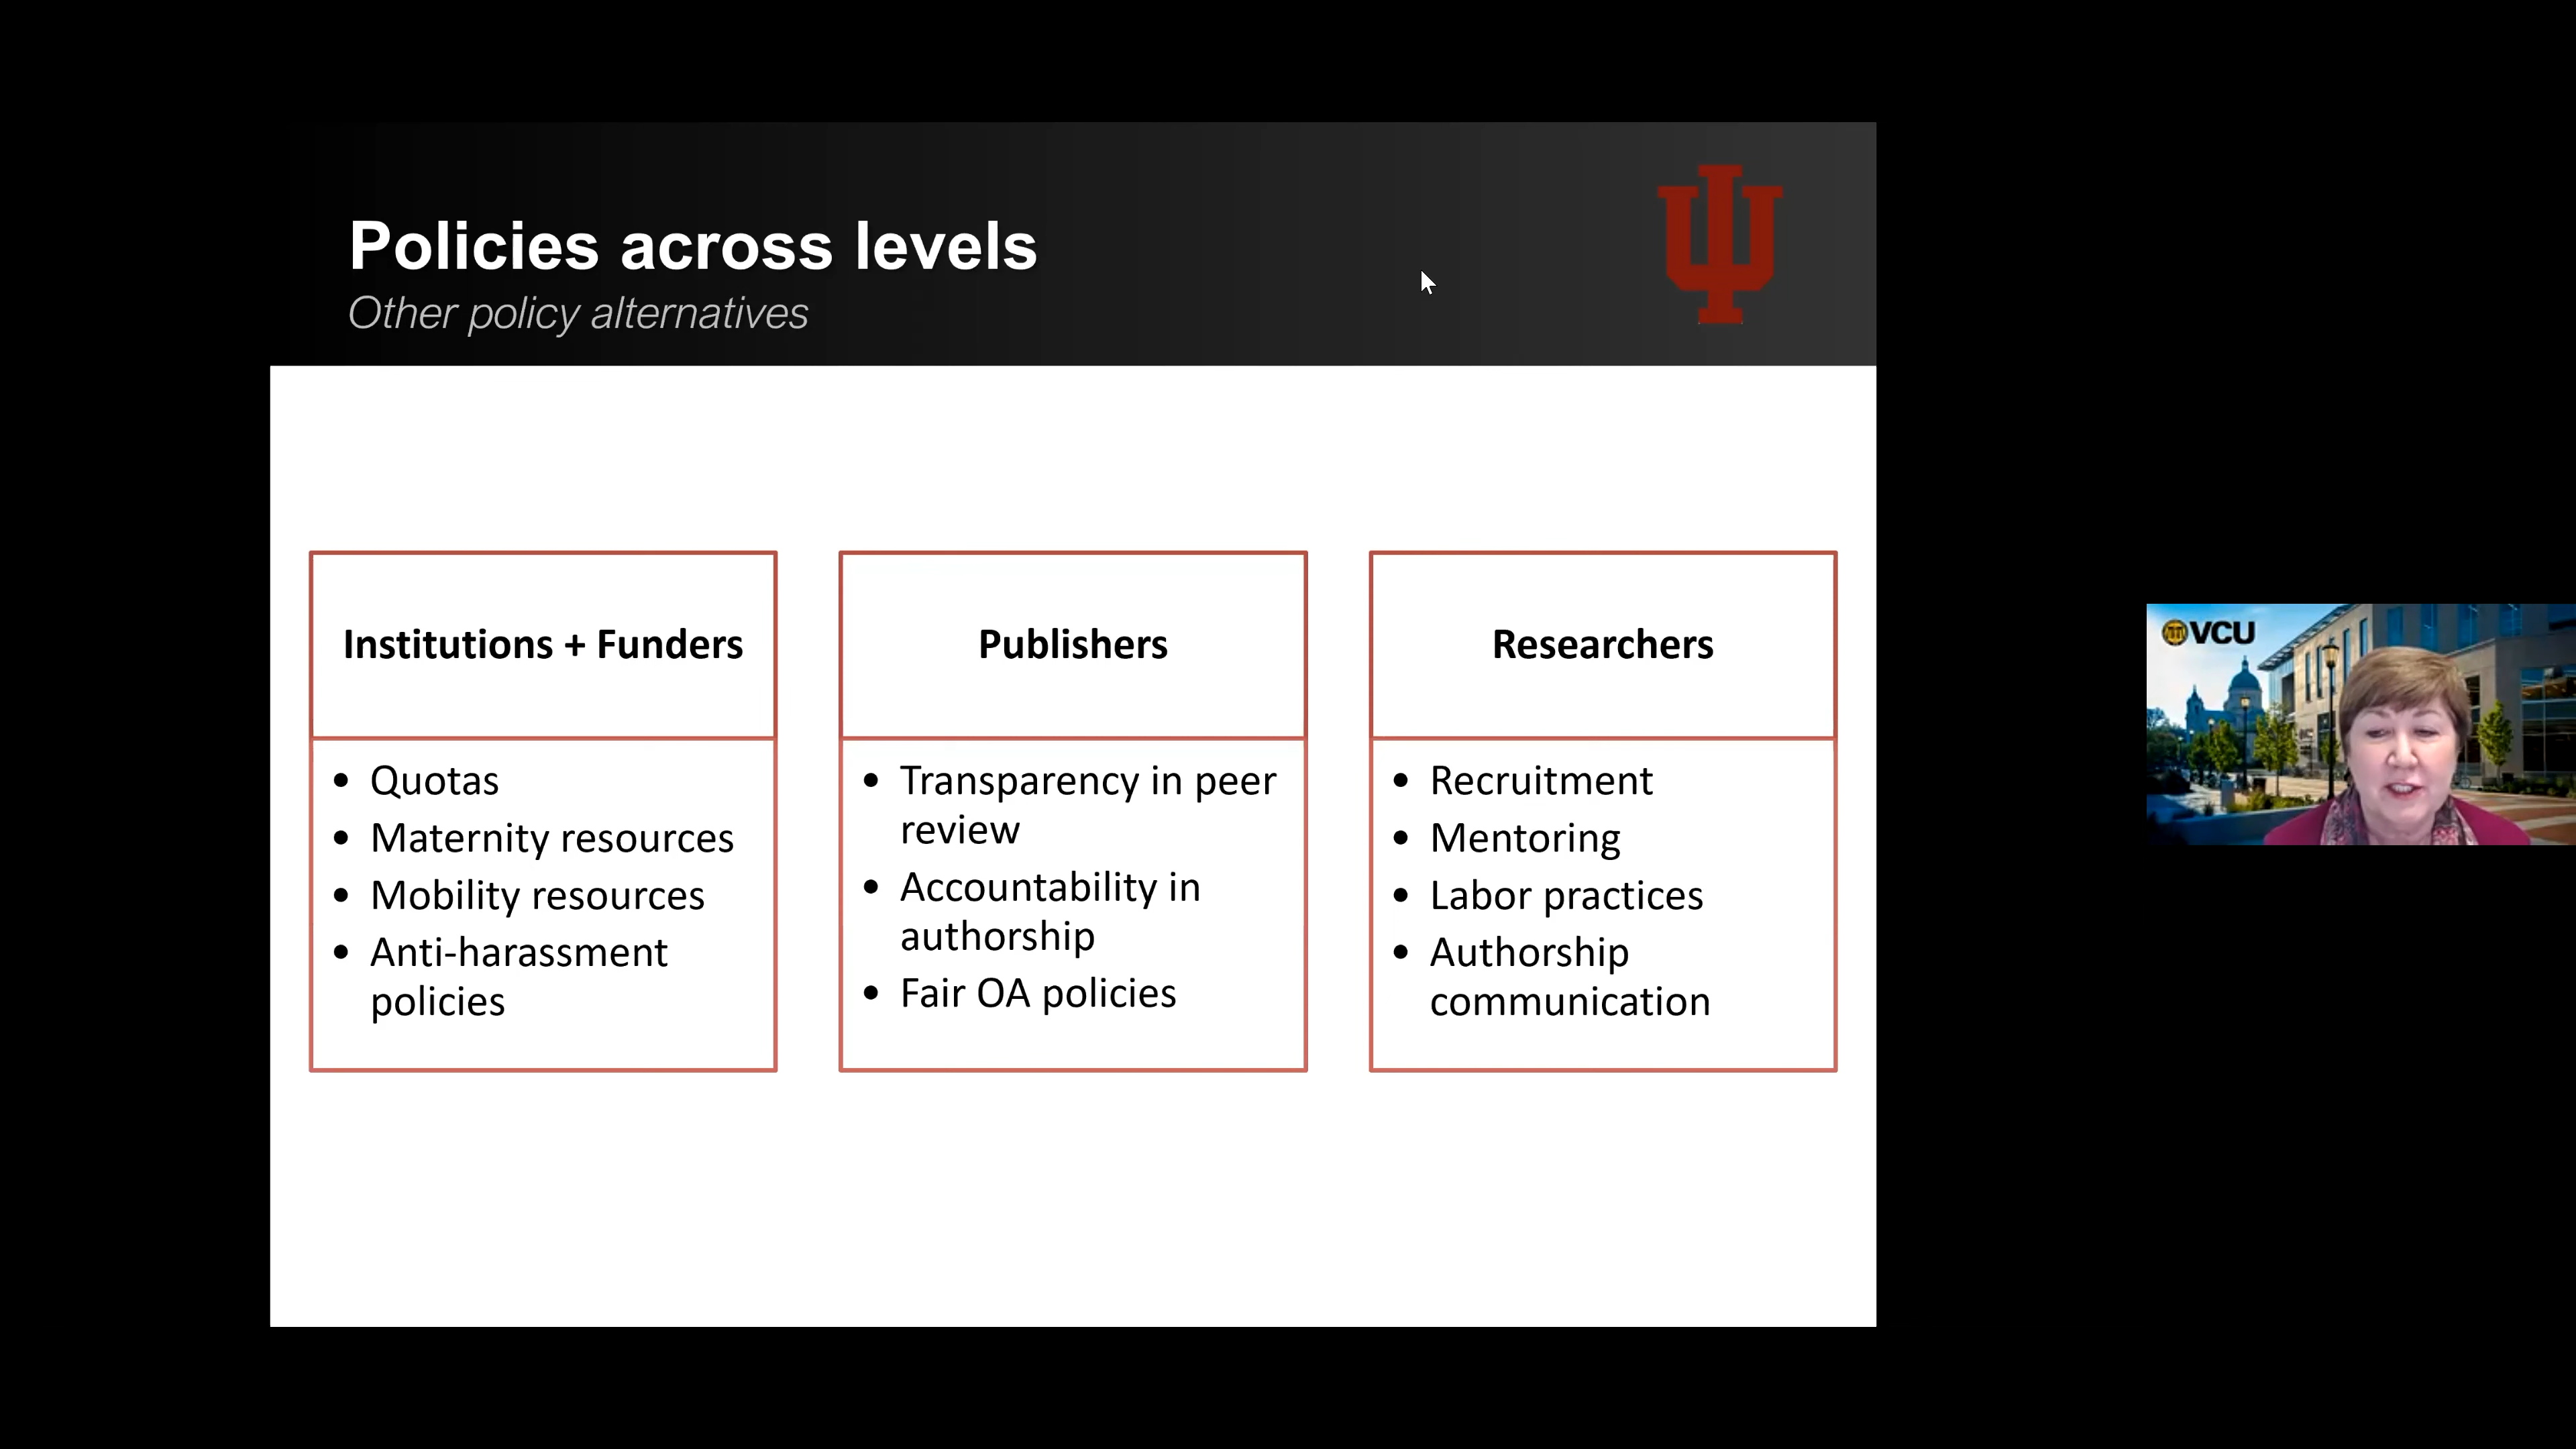 Policies across levels
Other policy alternatives
Institutions + Funders
• Quotas
• Maternity resources
• Mobility resources
• Anti-harassment
policies
Publishers
• Transparency in peer
review
• Accountability in
authorship
• Fair OA policies
Researchers
• Recruitment
• Mentoring
• Labor practices
• Authorship
communication
VCU